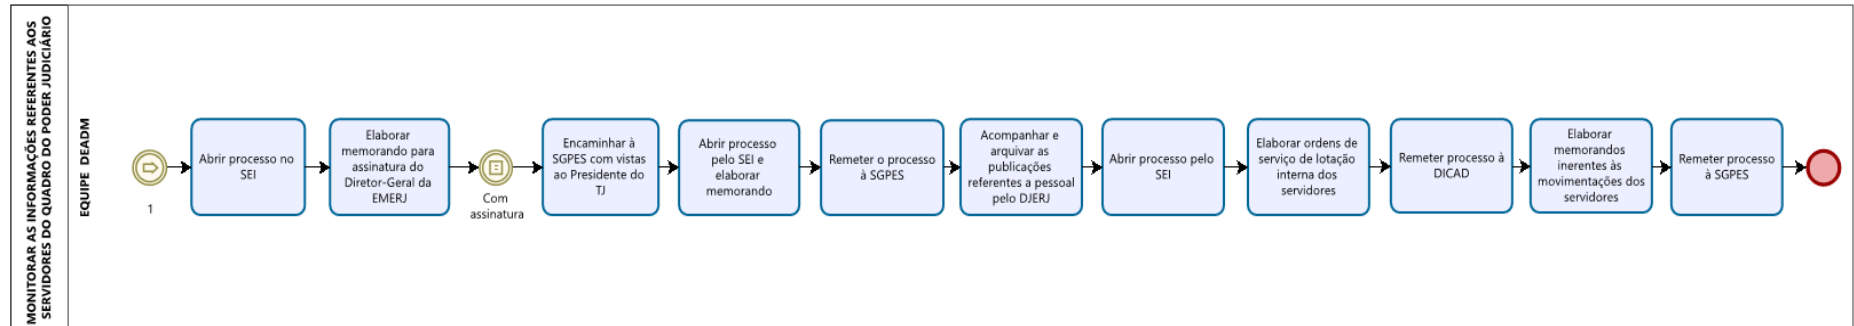 MONITORAR AS INFORMAÇÕES REFERENTES AOS
SERVIDORES DO QUADRO DO PODER JUDICIÁRIO
EQUIPE DEADM
1
Abrir processo no
SEI
Elaborar
memorando para
assinatura do
Diretor-Geral da
EMERJ
Com
assinatura
Encaminhar à
SGPES com vistas
ao Presidente do
TJ
Abrir processo
pelo SEI e
elaborar
memorando
Remeter o processo
à SGPES
Acompanhar e
arquivar as
publicações
referentes a pessoal
pelo DJERJ
Abrir processo pelo
SEI
Elaborar ordens de
serviço de lotação
interna dos
servidores
Remeter processo à
DICAD
Elaborar
memorandos
inerentes às
movimentações dos
servidores
Remeter processo
à SGPES